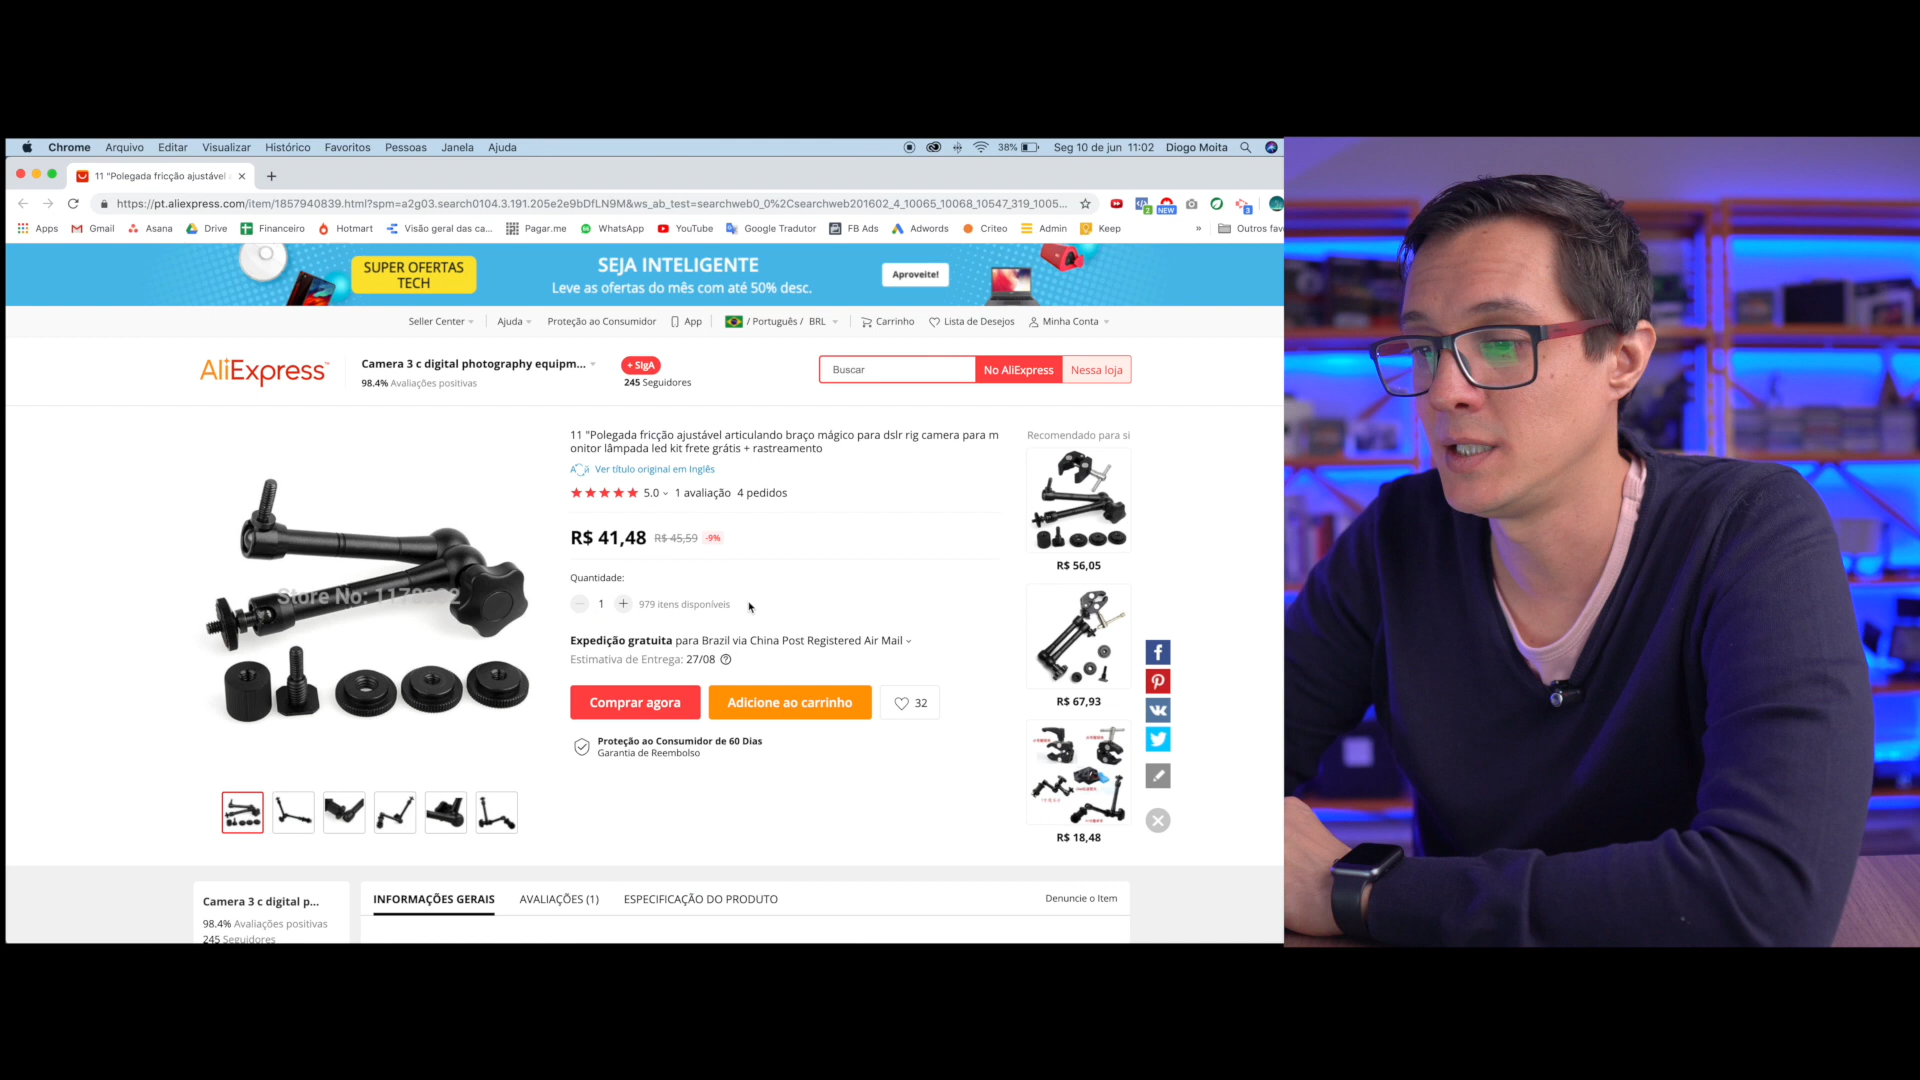 Chrome Arquivo Editar Visualizar Histórico Favoritos Pessoas Janela Ajuda
38% Seg 10 de jun 11:02 Diogo Moita
11 "Polegada fricção ajustável
https://pt.aliexpress.com/item/1857940839.html?spm=a2g03.search0104.3.191.205e2e9bDfLN9M&ws_ab_test=searchweb0_0%2Csearchweb201602_4_10065_10068_10547_319_1005...
NEW
Apps Gmail Asana Drive Financeiro Hotmart Visão geral das ca... Pagar.me WhatsApp YouTube Google Tradutor FB Ads Adwords Criteo Admin Keep » Outros fav
SUPER OFERTAS
TECH
SEJA INTELIGENTE
Leve as ofertas do mês com até 50% desc.
Aproveite!
Seller Center Ajuda Proteção ao Consumidor App / Português / BRL Carrinho Lista de Desejos Minha Conta
AliExpress™
Camera 3 c digital photography equipm...
98.4% Avaliações positivas
+ SIgA
245 Seguidores
Buscar No AliExpress Nessa loja
11 "Polegada fricção ajustável articulando braço mágico para dslr rig camera para m
onitor lâmpada led kit frete grátis + rastreamento
Ver título original em Inglês
5.0 1 avaliação 4 pedidos
R$ 41,48 R$ 45,59 -9%
Quantidade:
1 979 itens disponíveis
Expedição gratuita para Brazil via China Post Registered Air Mail
Estimativa de Entrega: 27/08
Comprar agora Adicione ao carrinho 32
Proteção ao Consumidor de 60 Dias
Garantia de Reembolso
Store No:
Recomendado para si
R$ 56,05
R$ 67,93
R$ 18,48
Camera 3 c digital p...
98.4% Avaliações positivas
245 Seguidores
INFORMAÇÕES GERAIS AVALIAÇÕES (1) ESPECIFICAÇÃO DO PRODUTO Denuncie o Item